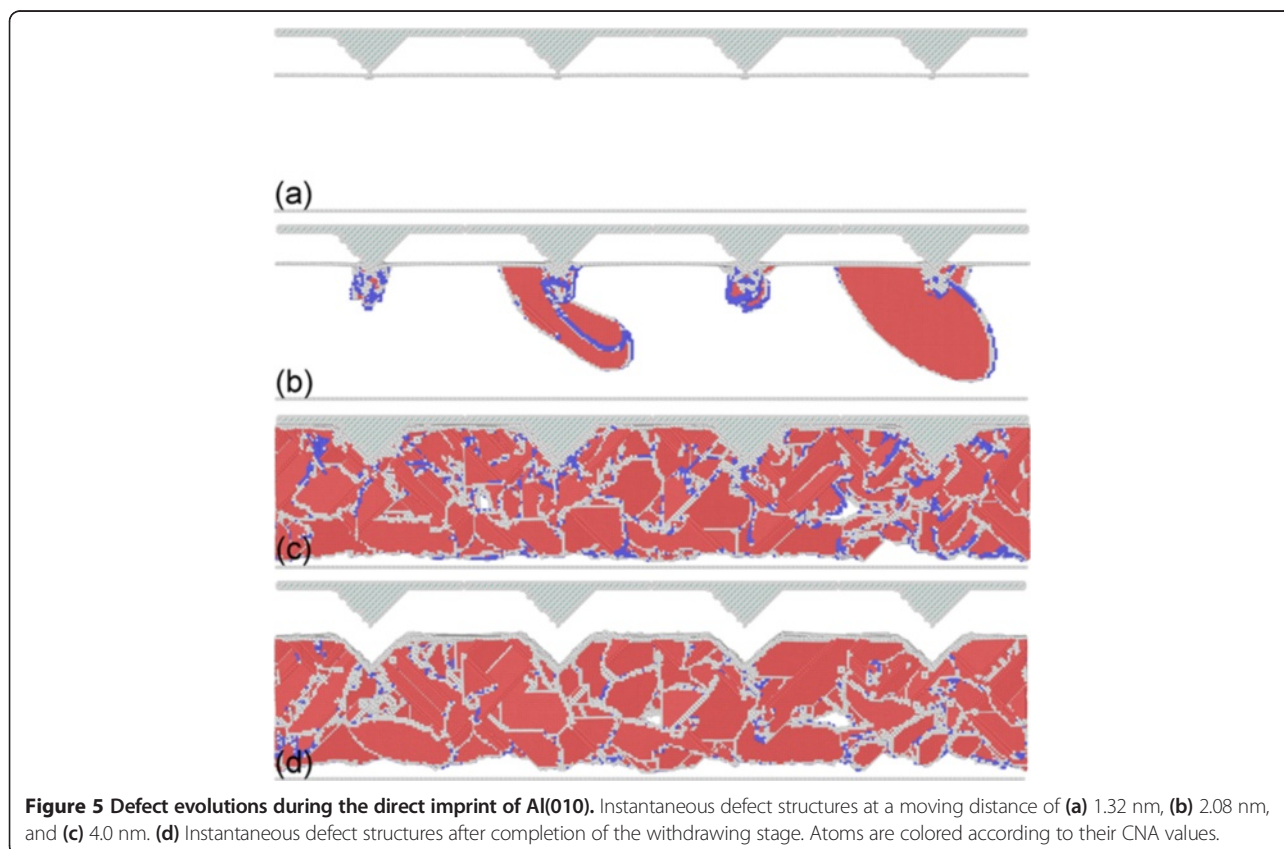 (a)
(b)
(c)
(d)
Figure 5 Defect evolutions during the direct imprint of Al(010). Instantaneous defect structures at a moving distance of (a) 1.32 nm, (b) 2.08 nm,
and (c) 4.0 nm. (d) Instantaneous defect structures after completion of the withdrawing stage. Atoms are colored according to their CNA values.